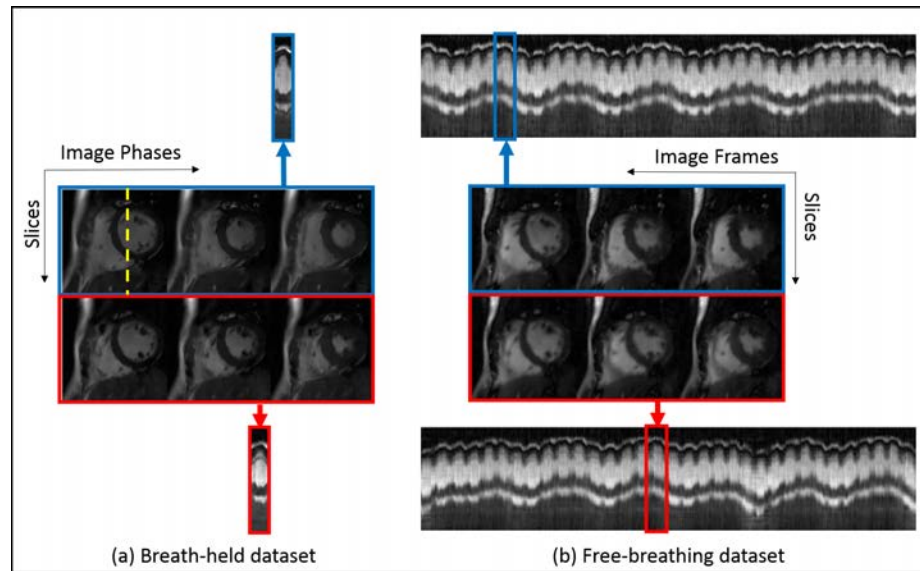 Image Phases
Slices
Image Frames
Slices
(a) Breath-held dataset
(b) Free-breathing dataset